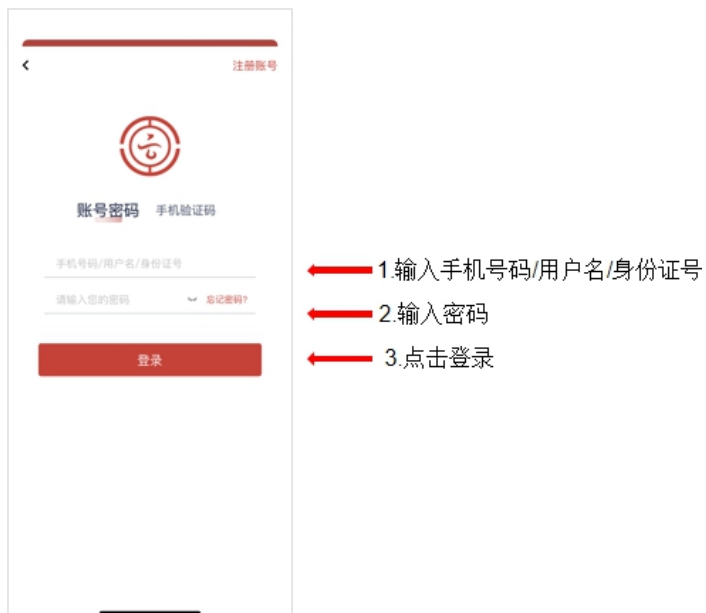 注册账号
云
账号密码 手机验证码
手机号码/用户名/身份证号
请输入您的密码 忘记密码?
登录
1.输入手机号码/用户名/身份证号
2.输入密码
3.点击登录